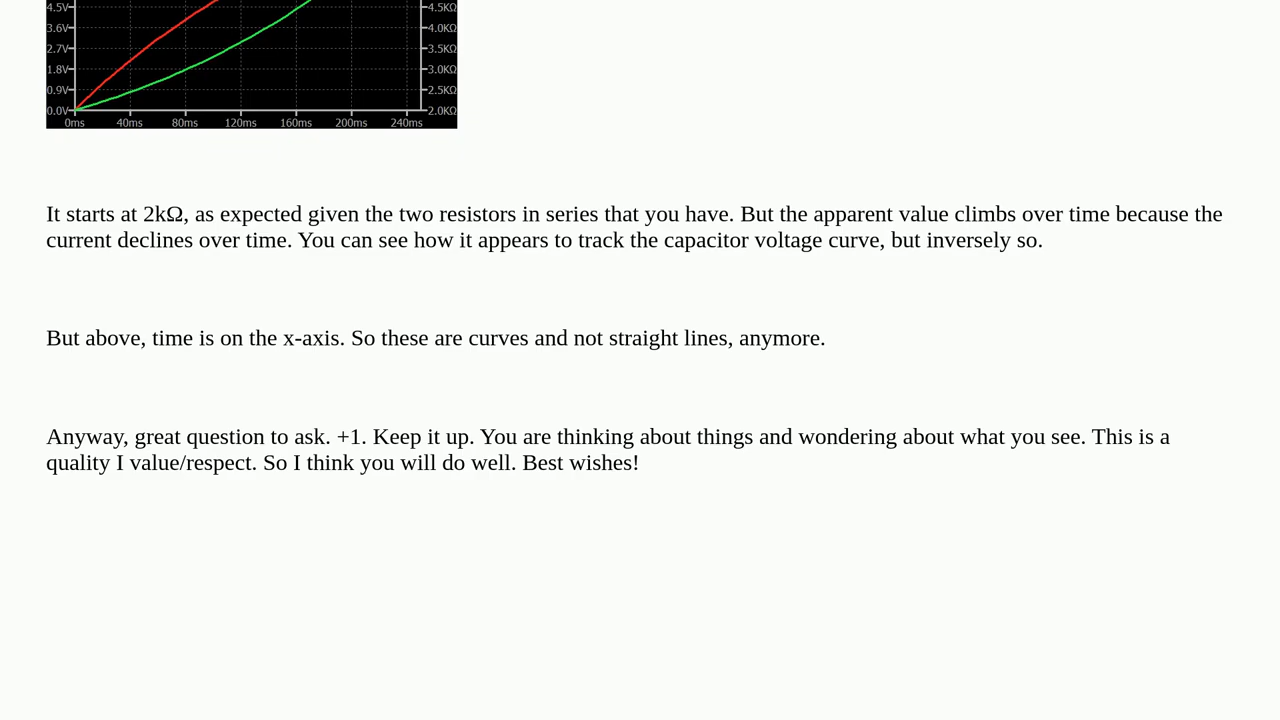 4.5V 4.5KΩ
3.6V 4.0KΩ
2.7V 3.5KΩ
1.8V 3.0KΩ
0.9V 2.5KΩ
0.0V 2.0KΩ
0ms 40ms 80ms 120ms 160ms 200ms 240ms
It starts at 2kΩ, as expected given the two resistors in series that you have. But the apparent value climbs over time because the
current declines over time. You can see how it appears to track the capacitor voltage curve, but inversely so.
But above, time is on the x-axis. So these are curves and not straight lines, anymore.
Anyway, great question to ask. +1. Keep it up. You are thinking about things and wondering about what you see. This is a
quality I value/respect. So I think you will do well. Best wishes!